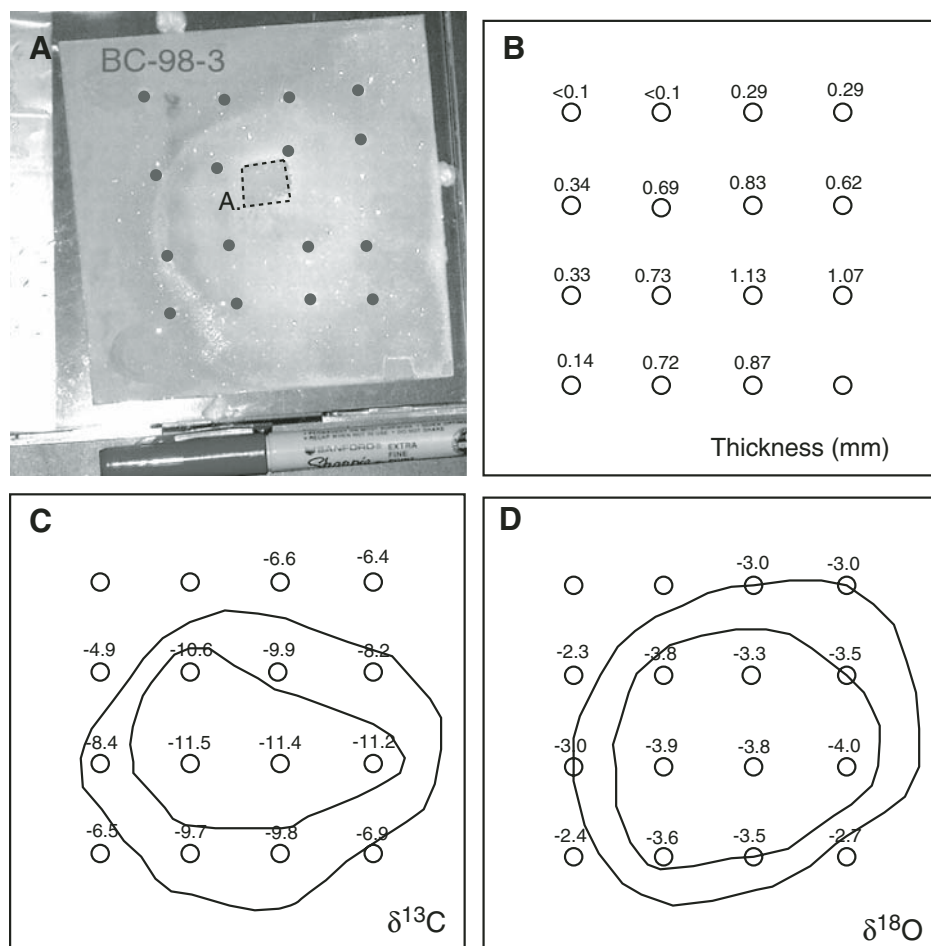 A
BC-98-3
A
SANFORD® EXTRA
Sharpie FINE
B
<0.1 <0.1 0.29 0.29
0.34 0.69 0.83 0.62
0.33 0.73 1.13 1.07
0.14 0.72 0.87
Thickness (mm)
C
-6.6 -6.4
-4.9 -10.6 -9.9 -8.2
-8.4 -11.5 -11.4 -11.2
-6.5 -9.7 -9.8 -6.9
δ¹³C
D
-3.0 -3.0
-2.3 -3.8 -3.3 -3.5
-3.0 -3.9 -3.8 -4.0
-2.4 -3.6 -3.5 -2.7
δ¹⁸O